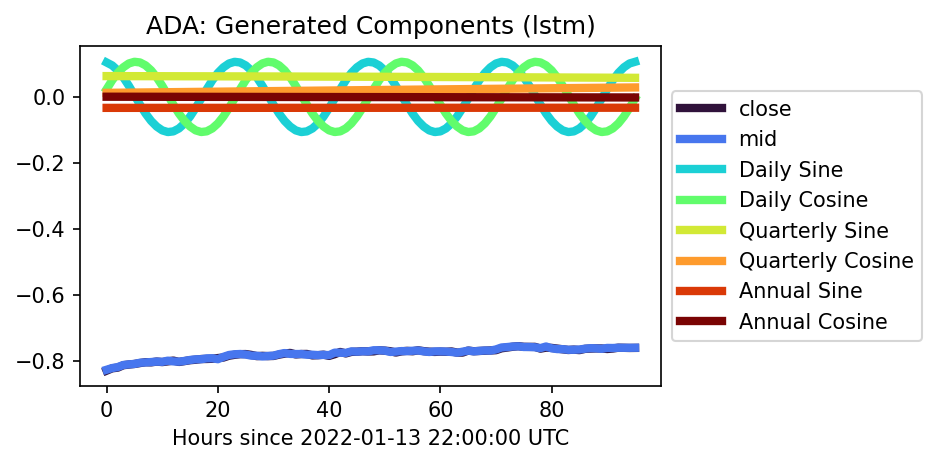 ADA: Generated Components (lstm)
0.0
−0.2
−0.4
−0.6
−0.8
0
20
40
60
80
Hours since 2022-01-13 22:00:00 UTC
close
mid
Daily Sine
Daily Cosine
Quarterly Sine
Quarterly Cosine
Annual Sine
Annual Cosine